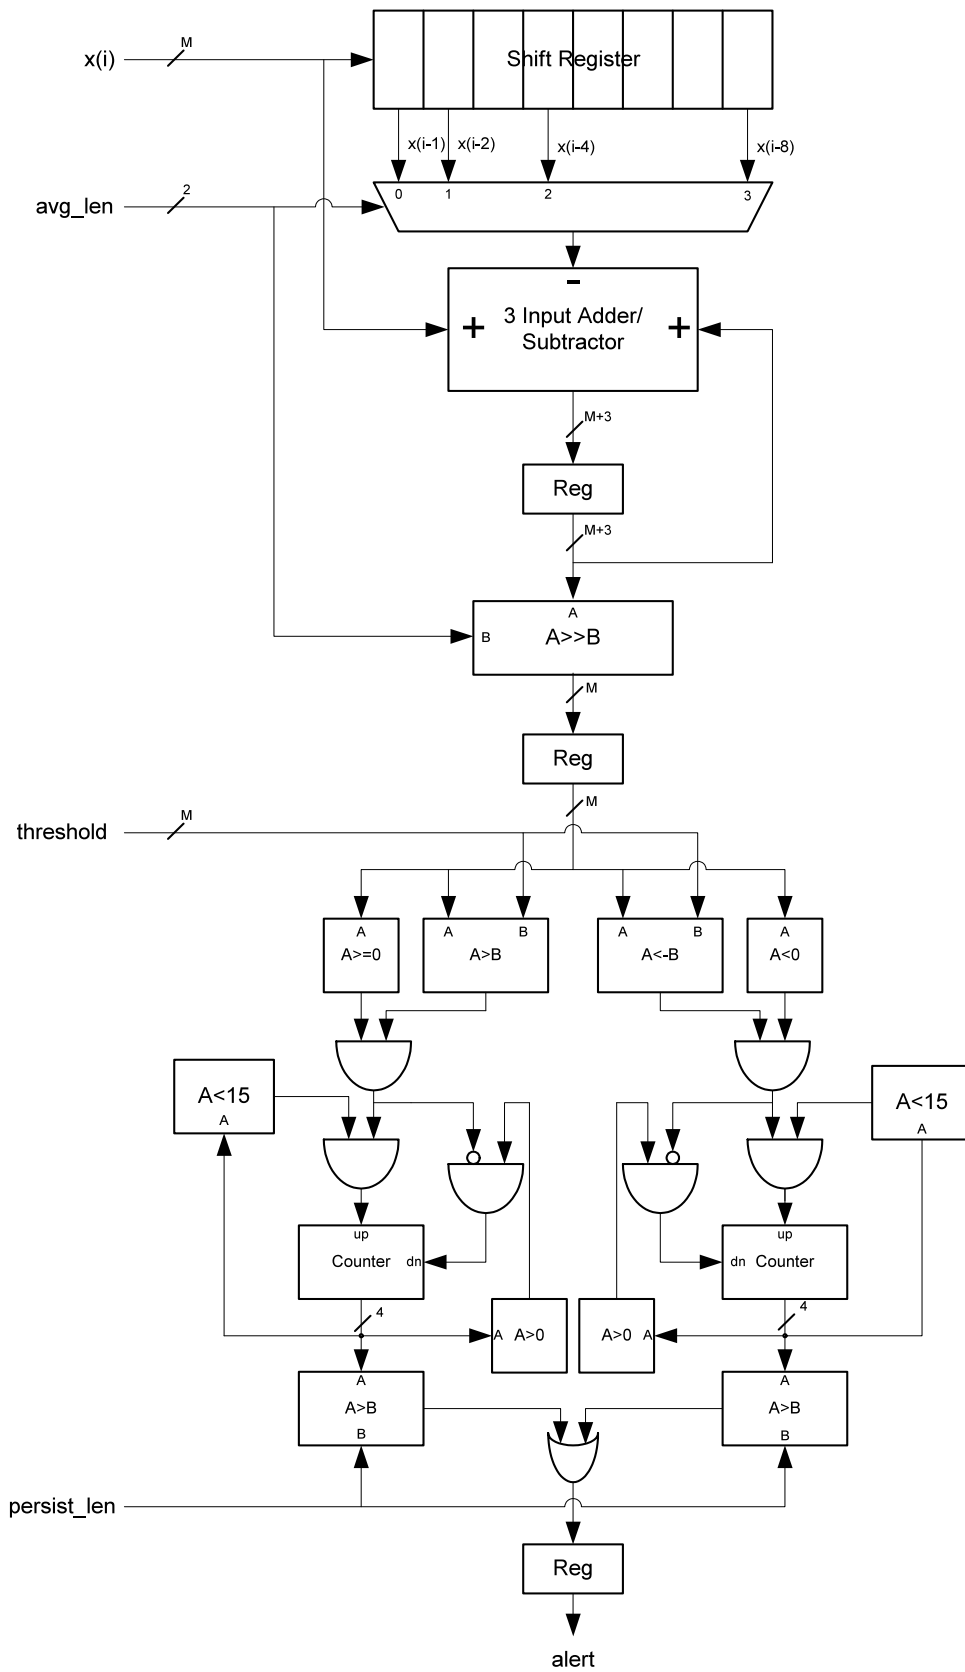 x(i)
M
Shift Register
x(i-1)
x(i-2)
x(i-4)
x(i-8)
avg_len
2
0
1
2
3
-
+
3 Input Adder/
Subtractor
+
M+3
Reg
M+3
A
B
A>>B
M
Reg
M
threshold
M
A
A>=0
A
B
A>B
A
B
A<-B
A
A<0
A<15
A
A<15
A
up
Counter
dn
up
dn
Counter
4
4
A
A>0
A>0
A
A
A>B
B
A
A>B
B
persist_len
Reg
alert